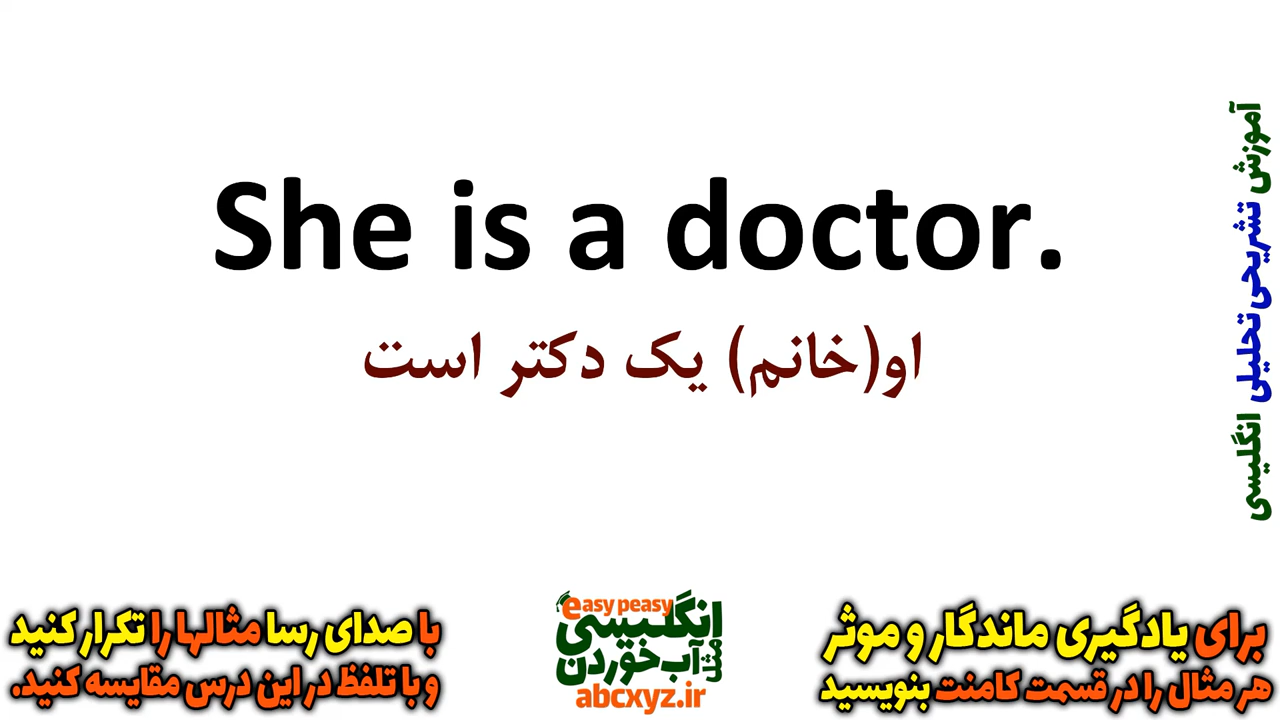 She is a doctor.
او(خانم) یک دکتر است
آموزش تشریحی تحلیلی انگلیسی
برای یادگیری ماندگار و موثر
هر مثال را در قسمت کامنت بنویسید
easy peasy
انگلیسی
مثل آب خوردن
abcxyz.ir
با صدای رسا مثالها را تکرار کنید
و با تلفظ در این درس مقایسه کنید.